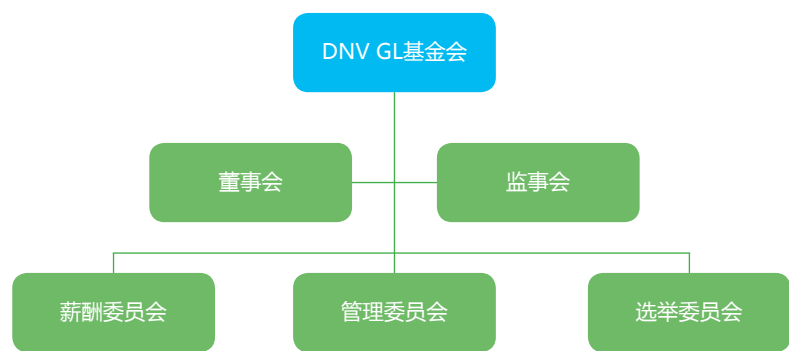 DNV GL基金会
董事会
监事会
薪酬委员会
管理委员会
选举委员会